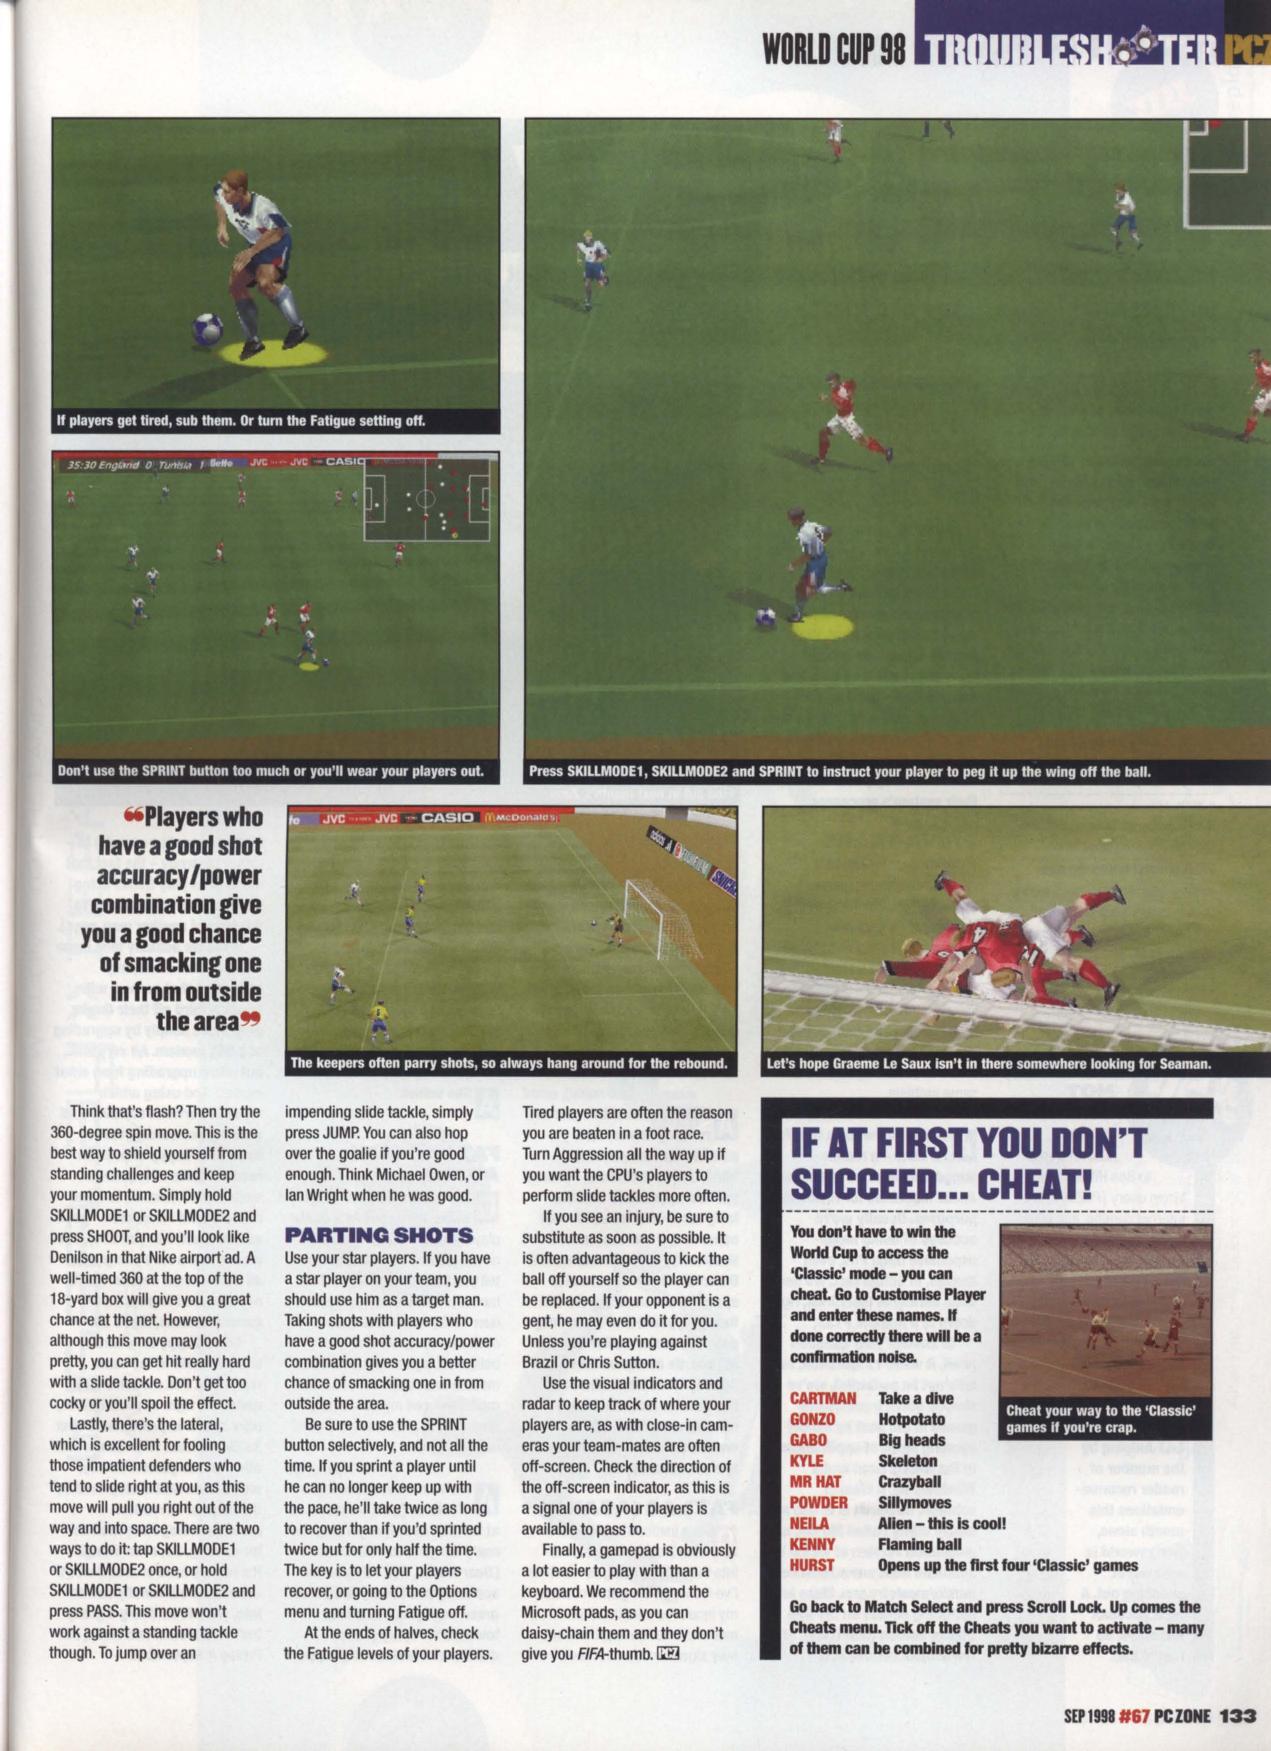 WORLD CUP 98 TROUBLESHOOTER PCZ
If players get tired, sub them. Or turn the Fatigue setting off.
35:30 England 0 Tunisia 1
JVC JVC CASIO
Don't use the SPRINT button too much or you'll wear your players out.
Press SKILLMODE1, SKILLMODE2 and SPRINT to instruct your player to peg it up the wing off the ball.
“Players who
have a good shot
accuracy/power
combination give
you a good chance
of smacking one
in from outside
the area”
JVC JVC CASIO McDonald's
adidas
The keepers often parry shots, so always hang around for the rebound.
Let's hope Graeme Le Saux isn't in there somewhere looking for Seaman.
Think that's flash? Then try the
360-degree spin move. This is the
best way to shield yourself from
standing challenges and keep
your momentum. Simply hold
SKILLMODE1 or SKILLMODE2 and
press SHOOT, and you'll look like
Denilson in that Nike airport ad. A
well-timed 360 at the top of the
18-yard box will give you a great
chance at the net. However,
although this move may look
pretty, you can get hit really hard
with a slide tackle. Don't get too
cocky or you'll spoil the effect.
Lastly, there's the lateral,
which is excellent for fooling
those impatient defenders who
tend to slide right at you, as this
move will pull you right out of the
way and into space. There are two
ways to do it: tap SKILLMODE1
or SKILLMODE2 once, or hold
SKILLMODE1 or SKILLMODE2 and
press PASS. This move won't
work against a standing tackle
though. To jump over an
impending slide tackle, simply
press JUMP. You can also hop
over the goalie if you're good
enough. Think Michael Owen, or
Ian Wright when he was good.
PARTING SHOTS
Use your star players. If you have
a star player on your team, you
should use him as a target man.
Taking shots with players who
have a good shot accuracy/power
combination gives you a better
chance of smacking one in from
outside the area.
Be sure to use the SPRINT
button selectively, and not all the
time. If you sprint a player until
he can no longer keep up with
the pace, he'll take twice as long
to recover than if you'd sprinted
twice but for only half the time.
The key is to let your players
recover, or going to the Options
menu and turning Fatigue off.
At the ends of halves, check
the Fatigue levels of your players.
Tired players are often the reason
you are beaten in a foot race.
Turn Aggression all the way up if
you want the CPU's players to
perform slide tackles more often.
If you see an injury, be sure to
substitute as soon as possible. It
is often advantageous to kick the
ball off yourself so the player can
be replaced. If your opponent is a
gent, he may even do it for you.
Unless you're playing against
Brazil or Chris Sutton.
Use the visual indicators and
radar to keep track of where your
players are, as with close-in cam-
eras your team-mates are often
off-screen. Check the direction of
the off-screen indicator, as this is
a signal one of your players is
available to pass to.
Finally, a gamepad is obviously
a lot easier to play with than a
keyboard. We recommend the
Microsoft pads, as you can
daisy-chain them and they don't
give you FIFA-thumb. PCZ
IF AT FIRST YOU DON'T
SUCCEED... CHEAT!
You don't have to win the
World Cup to access the
'Classic' mode – you can
cheat. Go to Customise Player
and enter these names. If
done correctly there will be a
confirmation noise.
Cheat your way to the 'Classic'
games if you're crap.
CARTMAN Take a dive
GONZO Hotpotato
GABO Big heads
KYLE Skeleton
MR HAT Crazyball
POWDER Sillymoves
NEILA Alien – this is cool!
KENNY Flaming ball
HURST Opens up the first four 'Classic' games
Go back to Match Select and press Scroll Lock. Up comes the
Cheats menu. Tick off the Cheats you want to activate – many
of them can be combined for pretty bizarre effects.
SEP 1998 #67 PC ZONE 133